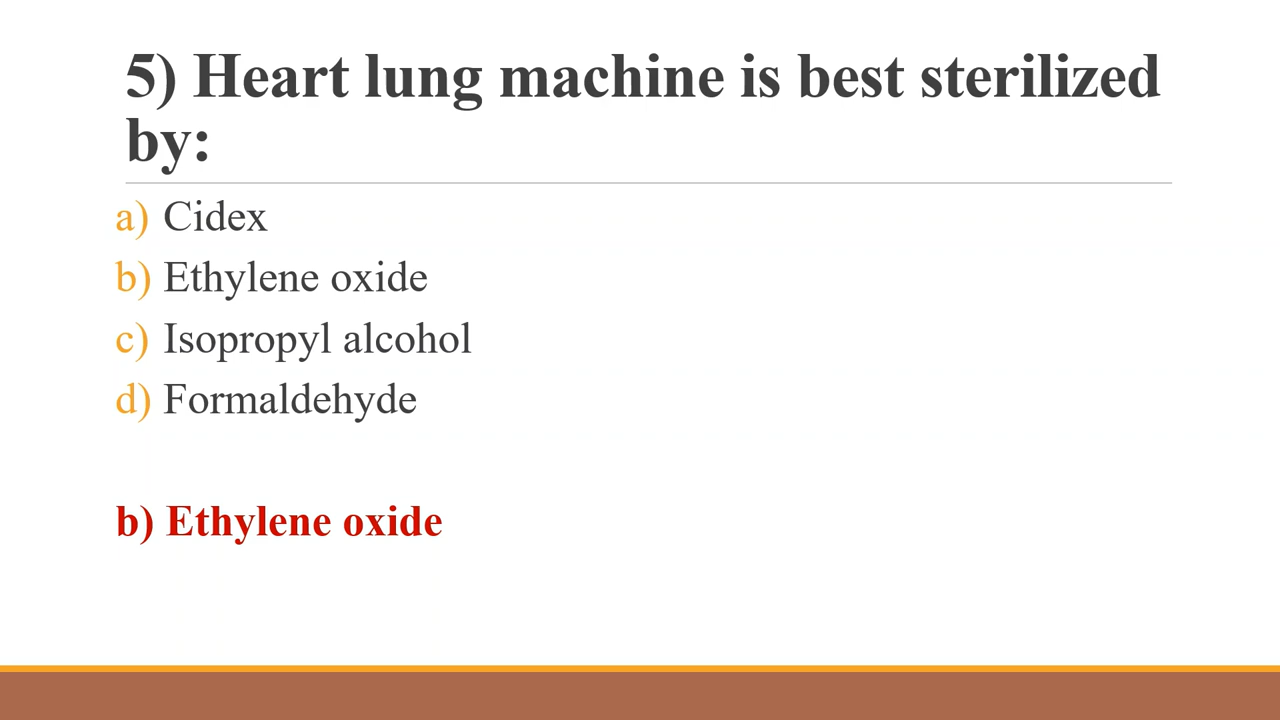 5) Heart lung machine is best sterilized
by:
a) Cidex
b) Ethylene oxide
c) Isopropyl alcohol
d) Formaldehyde
b) Ethylene oxide